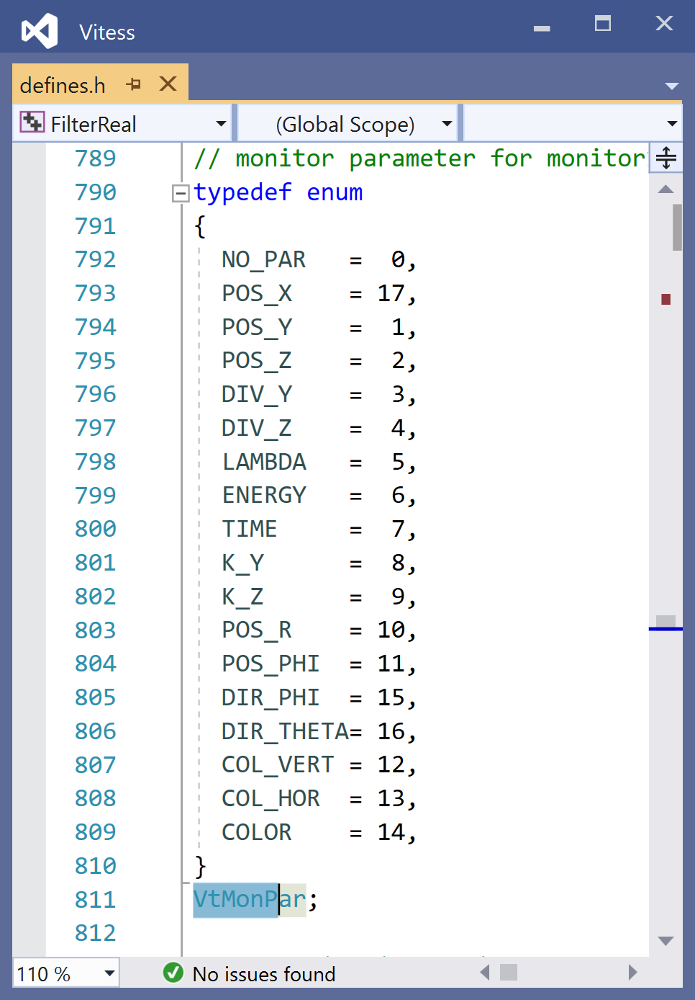 Vitess
defines.h
FilterReal (Global Scope)
789 // monitor parameter for monitor
790 typedef enum
791 {
792 NO_PAR = 0,
793 POS_X = 17,
794 POS_Y = 1,
795 POS_Z = 2,
796 DIV_Y = 3,
797 DIV_Z = 4,
798 LAMBDA = 5,
799 ENERGY = 6,
800 TIME = 7,
801 K_Y = 8,
802 K_Z = 9,
803 POS_R = 10,
804 POS_PHI = 11,
805 DIR_PHI = 15,
806 DIR_THETA= 16,
807 COL_VERT = 12,
808 COL_HOR = 13,
809 COLOR = 14,
810 }
811 VtMonPar;
812
110 % No issues found